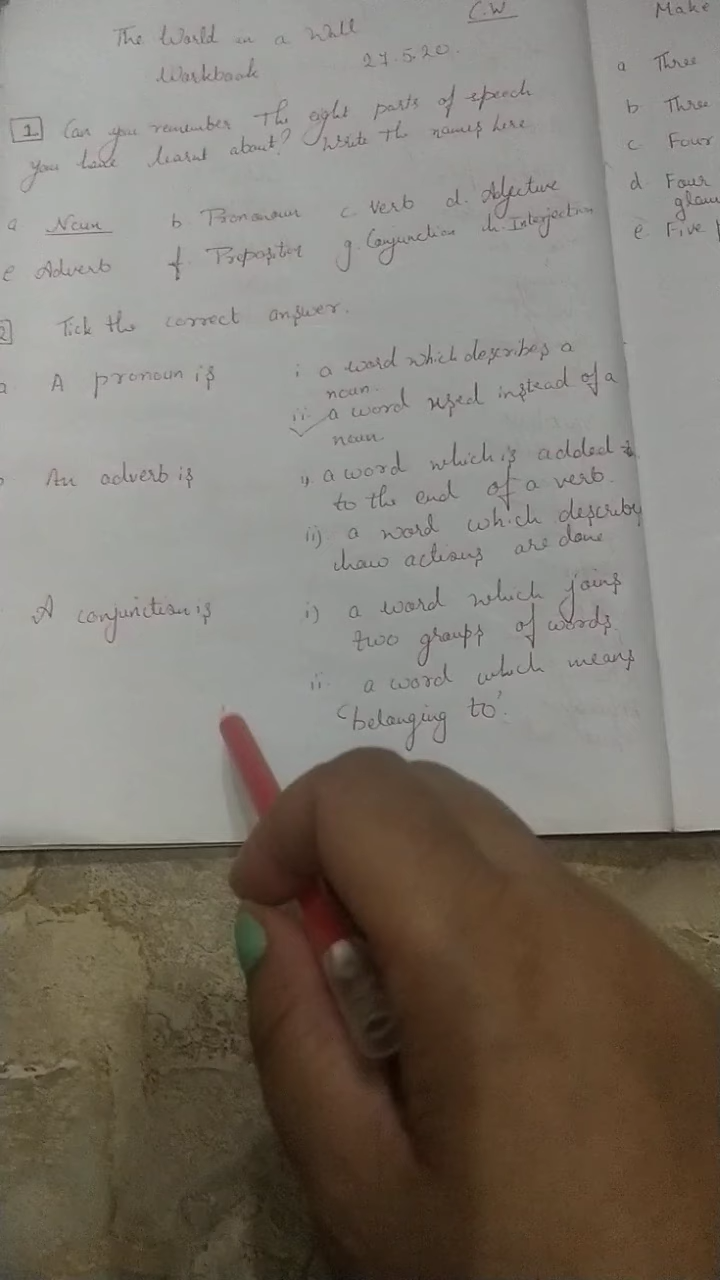 C.W
The World in a Wall
Workbook 27.5.20.
1. Can you remember the eight parts of speech
you have learnt about? Write the names here
a Noun b Pronoun c. Verb d. Adjective
e Adverb f. Prepositor g. Conjunction h. Interjection
2 Tick the correct answer.
a A pronoun is i a word which describes a
noun.
ii. a word used instead of a
noun
An adverb is i) a word which is added to
to the end of a verb.
ii) a word which describes
how actions are done
A conjunction is i) a word which joins
two groups of words
ii. a word which means
'belonging to'.
Make
a Three
b Three
c. Four
d Four
e Five